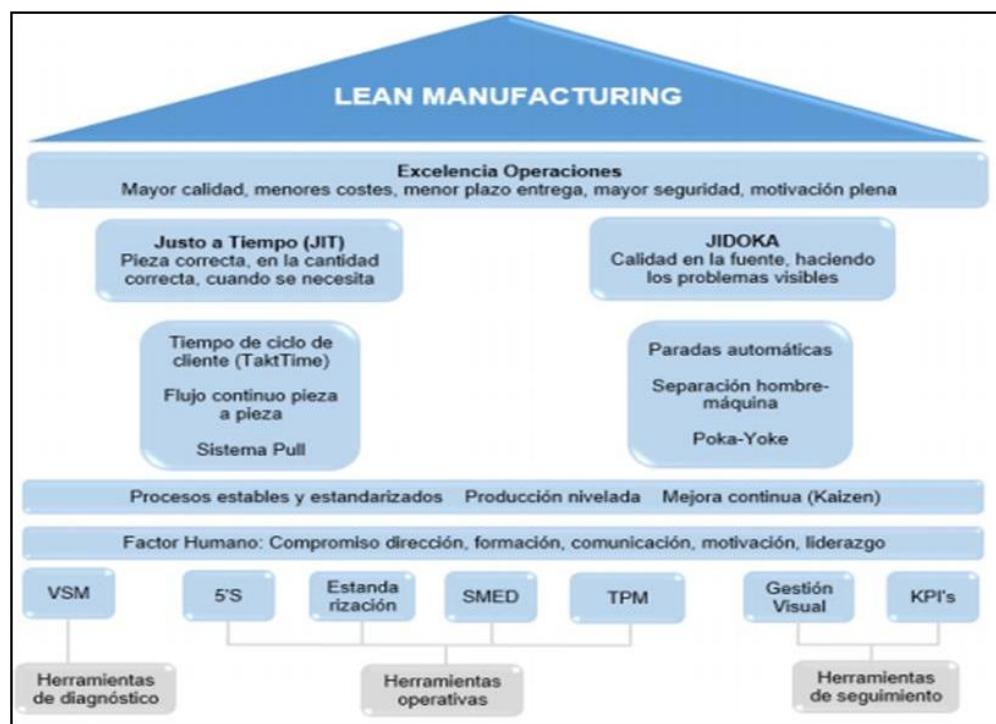 LEAN MANUFACTURING
Excelencia Operaciones
Mayor calidad, menores costes, menor plazo entrega, mayor seguridad, motivación plena
Justo a Tiempo (JIT)
Pieza correcta, en la cantidad
correcta, cuando se necesita
JIDOKA
Calidad en la fuente, haciendo
los problemas visibles
Tiempo de ciclo de
cliente (TaktTime)
Flujo continuo pieza
a pieza
Sistema Pull
Paradas automáticas
Separación hombre-
máquina
Poka-Yoke
Procesos estables y estandarizados Producción nivelada Mejora continua (Kaizen)
Factor Humano: Compromiso dirección, formación, comunicación, motivación, liderazgo
VSM
5'S
Estanda
rización
SMED
TPM
Gestión
Visual
KPI's
Herramientas
de diagnóstico
Herramientas
operativas
Herramientas
de seguimiento